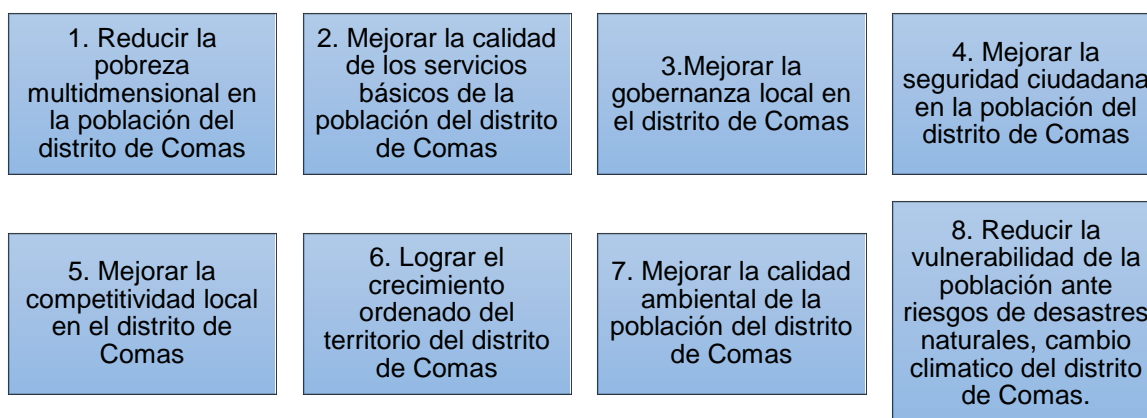 1. Reducir la
pobreza
multidmensional en
la población del
distrito de Comas
2. Mejorar la calidad
de los servicios
básicos de la
población del distrito
de Comas
3.Mejorar la
gobernanza local en
el distrito de Comas
4. Mejorar la
seguridad ciudadana
en la población del
distrito de Comas
5. Mejorar la
competitividad local
en el distrito de
Comas
6. Lograr el
crecimiento
ordenado del
territorio del distrito
de Comas
7. Mejorar la calidad
ambiental de la
población del distrito
de Comas
8. Reducir la
vulnerabilidad de la
población ante
riesgos de desastres
naturales, cambio
climatico del distrito
de Comas.